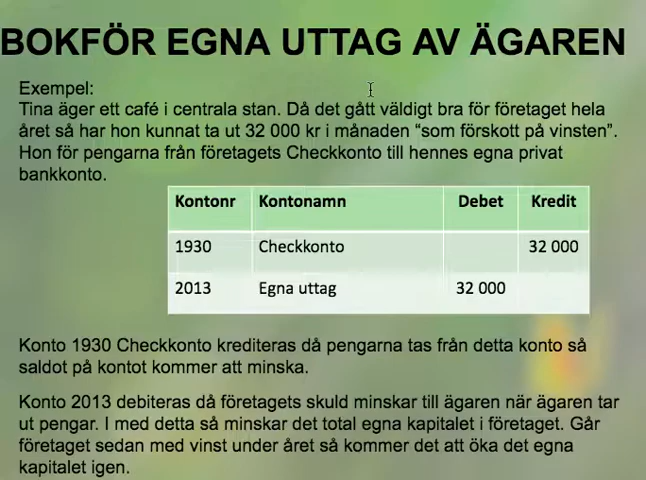 BOKFÖR EGNA UTTAG AV ÄGAREN
Exempel:
Tina äger ett café i centrala stan. Då det gått väldigt bra för företaget hela
året så har hon kunnat ta ut 32 000 kr i månaden “som förskott på vinsten”.
Hon för pengarna från företagets Checkkonto till hennes egna privat
bankkonto.
Kontonr Kontonamn Debet Kredit
1930 Checkkonto 32 000
2013 Egna uttag 32 000
Konto 1930 Checkkonto krediteras då pengarna tas från detta konto så
saldot på kontot kommer att minska.
Konto 2013 debiteras då företagets skuld minskar till ägaren när ägaren tar
ut pengar. I med detta så minskar det total egna kapitalet i företaget. Går
företaget sedan med vinst under året så kommer det att öka det egna
kapitalet igen.